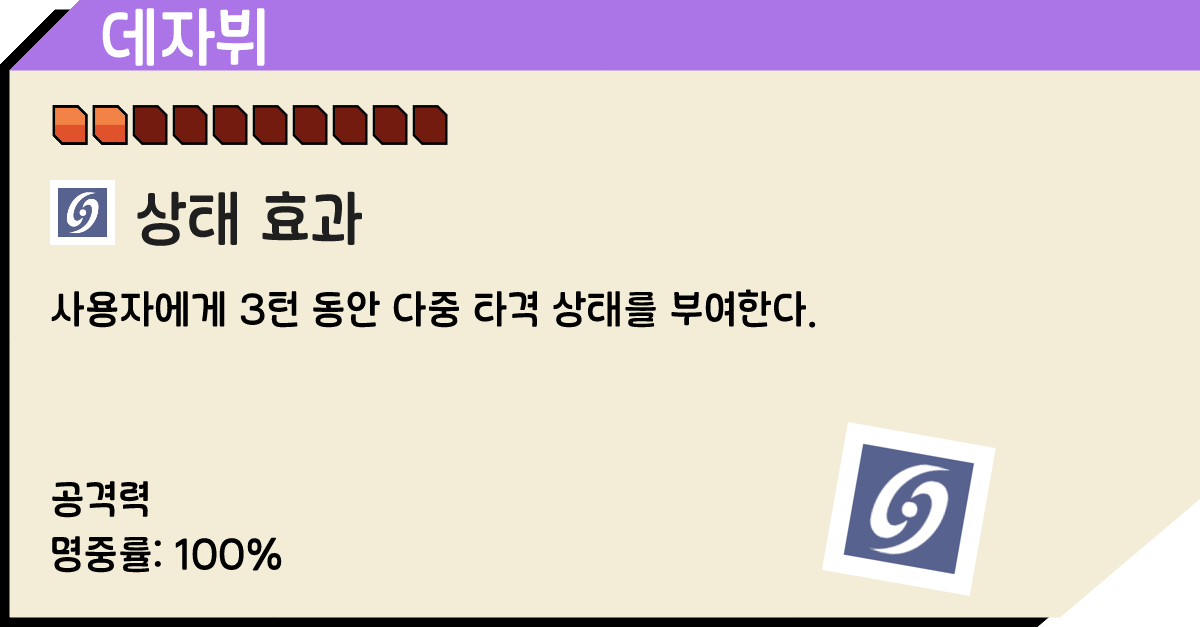 데자뷔
상태 효과
사용자에게 3턴 동안 다중 타격 상태를 부여한다.
공격력
명중률: 100%